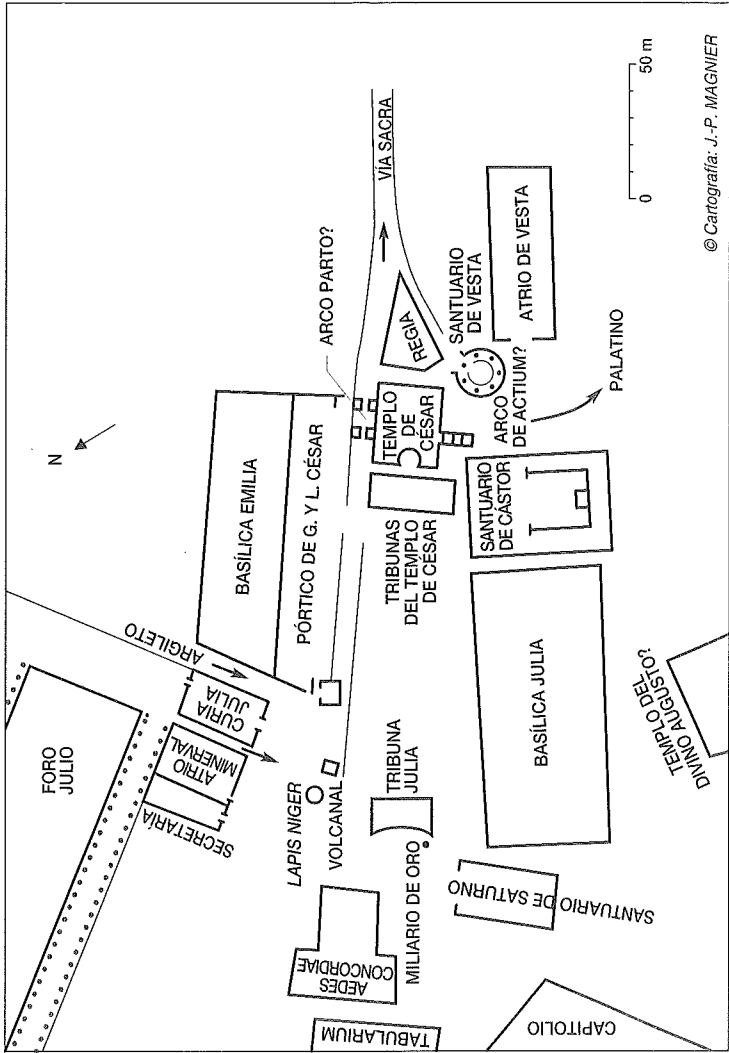 N
FORO
JULIO
ARGILETO
CURIA
JULIA
ATRIO
MINERVAL
SECRETARÍA
BASÍLICA EMILIA
PÓRTICO DE G. Y L. CÉSAR
ARCO PARTO?
LAPIS NIGER
VOLCANAL
AEDES
CONCORDIAE
TABULARIUM
CAPITOLIO
MILIARIO DE ORO
TRIBUNA
JULIA
TRIBUNAS
DEL TEMPLO
DE CÉSAR
TEMPLO
DE
CÉSAR
REGIA
VÍA SACRA
SANTUARIO
DE VESTA
ATRIO DE VESTA
ARCO
DE ACTIUM?
PALATINO
SANTUARIO
DE CÁSTOR
BASÍLICA JULIA
SANTUARIO DE SATURNO
TEMPLO DEL
DIVINO AUGUSTO?
0 50 m
© Cartografía: J.-P. MAGNIER